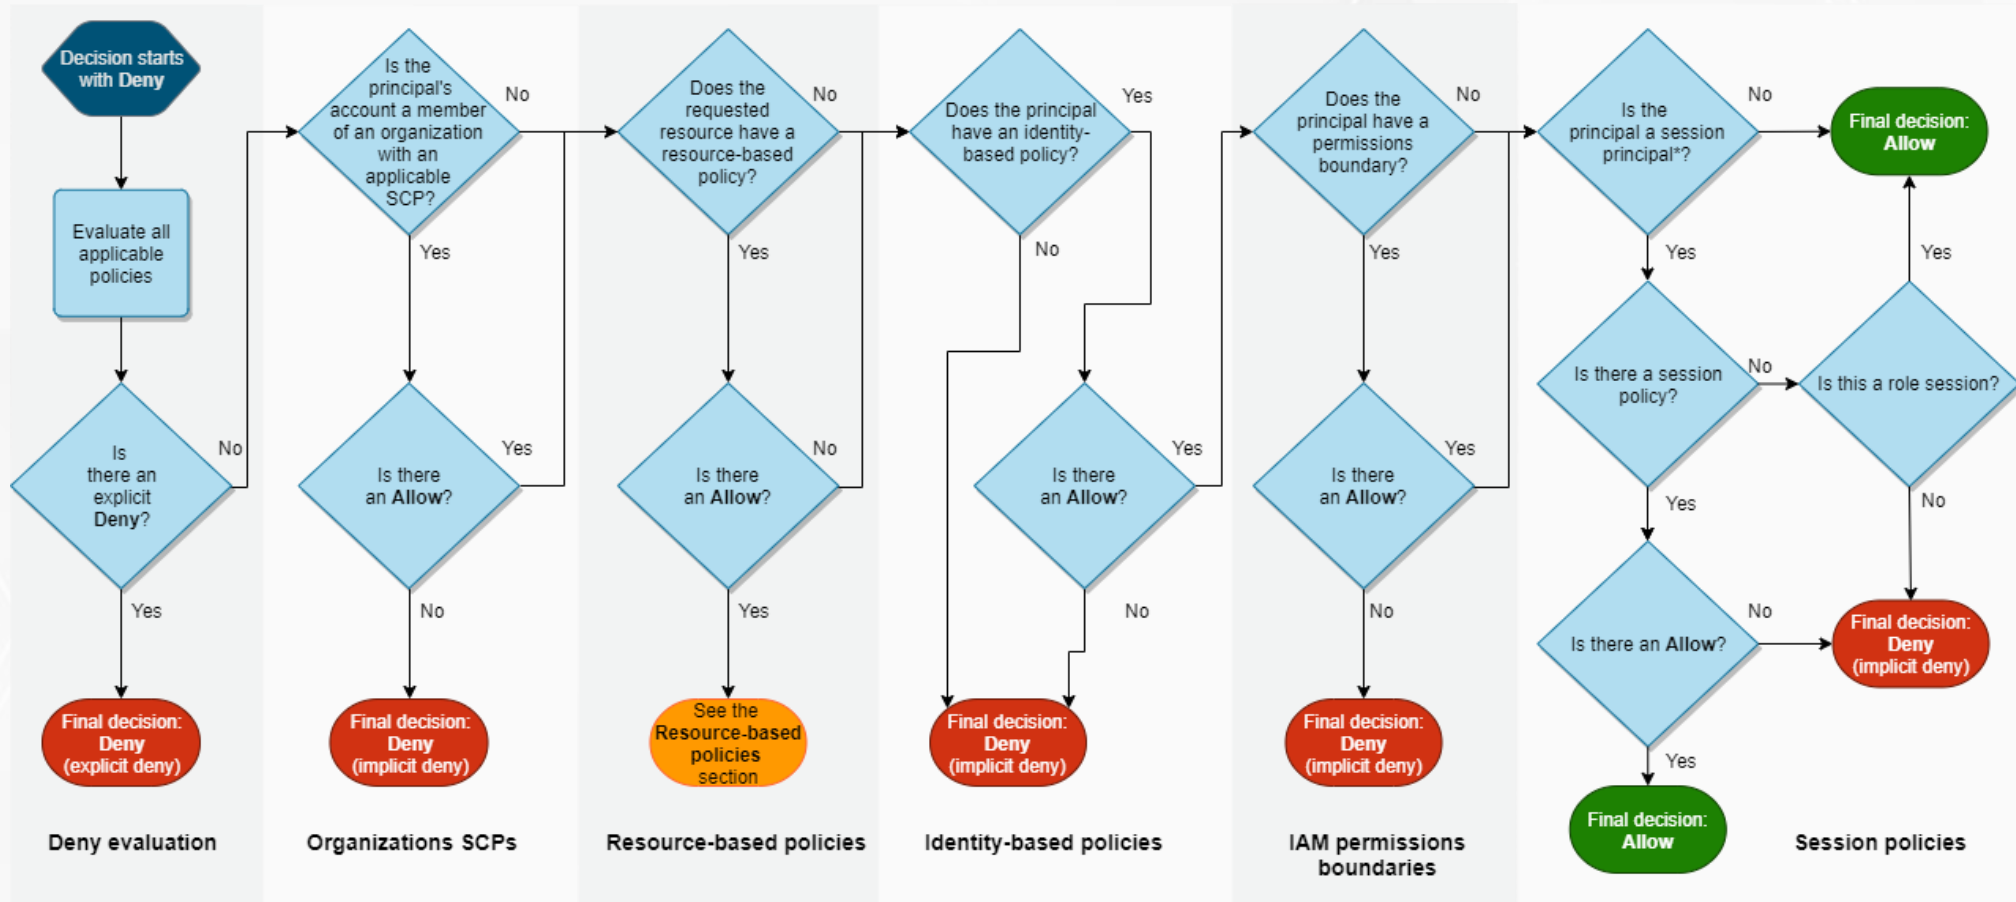 Decision starts
with Deny
Evaluate all
applicable
policies
Is
there an
explicit
Deny?
No
Yes
Final decision:
Deny
(explicit deny)
Deny evaluation
Is the
principal's
account a member
of an organization
with an
applicable
SCP?
No
Yes
Is there
an Allow?
Yes
No
Final decision:
Deny
(implicit deny)
Organizations SCPs
Does the
requested
resource have a
resource-based
policy?
No
Yes
Is there
an Allow?
No
Yes
See the
Resource-based
policies
section
Resource-based policies
Does the principal
have an identity-
based policy?
Yes
No
Is there
an Allow?
Yes
No
Final decision:
Deny
(implicit deny)
Identity-based policies
Does the
principal have a
permissions
boundary?
No
Yes
Is there
an Allow?
Yes
No
Final decision:
Deny
(implicit deny)
IAM permissions
boundaries
Is the
principal a session
principal*?
No
Final decision:
Allow
Yes
Yes
Is there a session
policy?
No
Is this a role session?
Yes
No
Is there an Allow?
No
Final decision:
Deny
(implicit deny)
Yes
Final decision:
Allow
Session policies